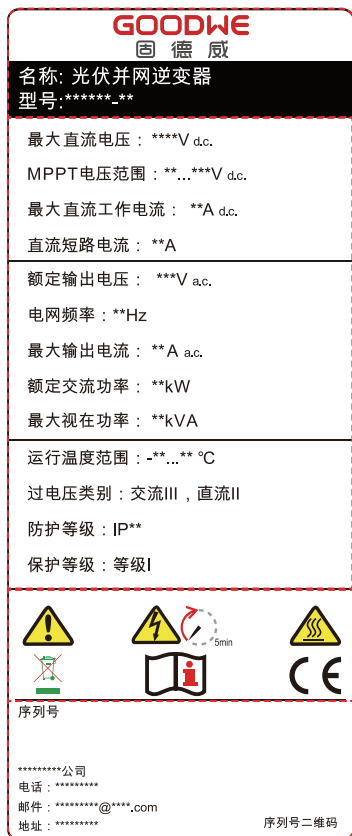 GOODWE
固德威
名称: 光伏并网逆变器
型号:******-**
最大直流电压： ****V d.c.
MPPT电压范围：**...***V d.c.
最大直流工作电流： **A d.c.
直流短路电流：**A
额定输出电压： ***V a.c.
电网频率：**Hz
最大输出电流：**A a.c.
额定交流功率：**kW
最大视在功率：**kVA
运行温度范围：-**...** ℃
过电压类别：交流III，直流II
防护等级：IP**
保护等级：等级I
5min
CE
序列号
*********公司
电话：*********
邮件：*********@****.com
地址：*********
序列号二维码